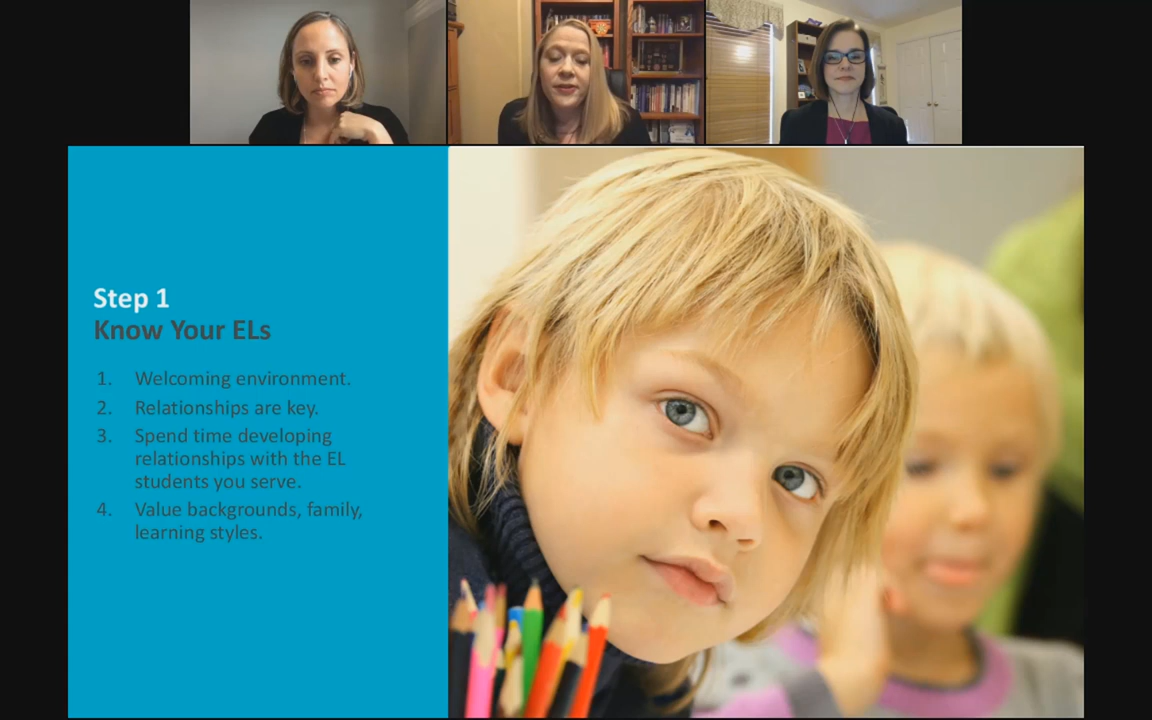 Step 1
Know Your ELs
1. Welcoming environment.
2. Relationships are key.
3. Spend time developing
relationships with the EL
students you serve.
4. Value backgrounds, family,
learning styles.